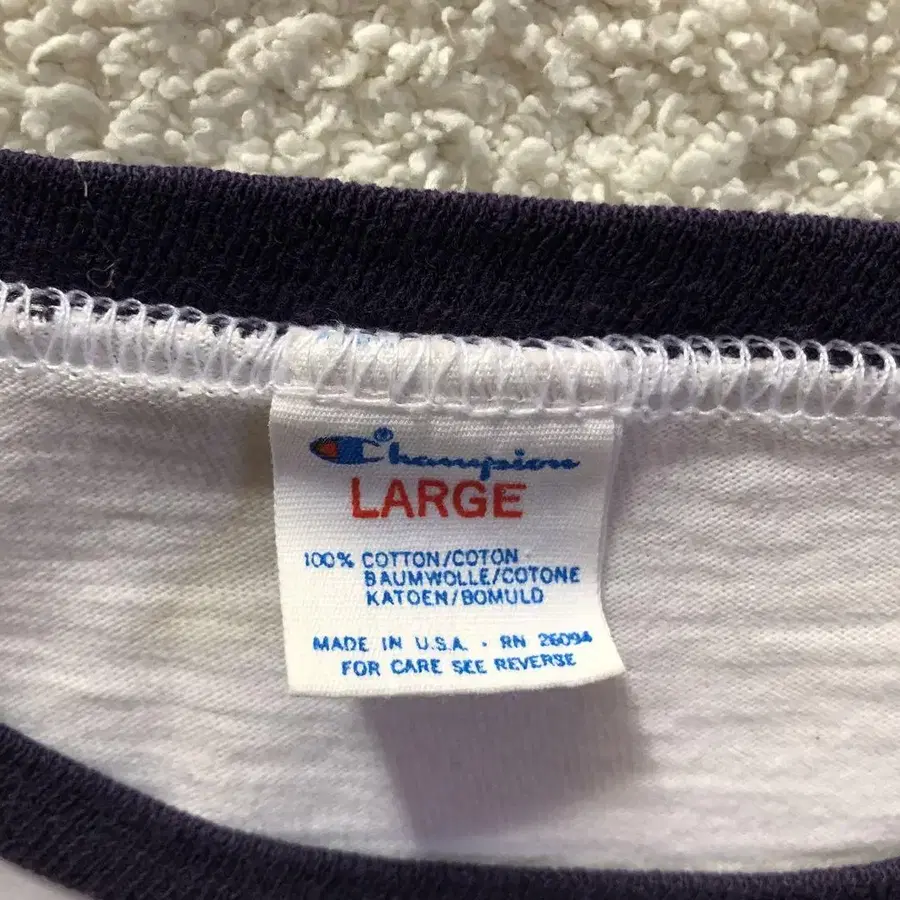 Champion®
LARGE
100% COTTON/COTON
BAUMWOLLE/COTONE
KATOEN/BOMULD
MADE IN U.S.A. · RN 26094
FOR CARE SEE REVERSE